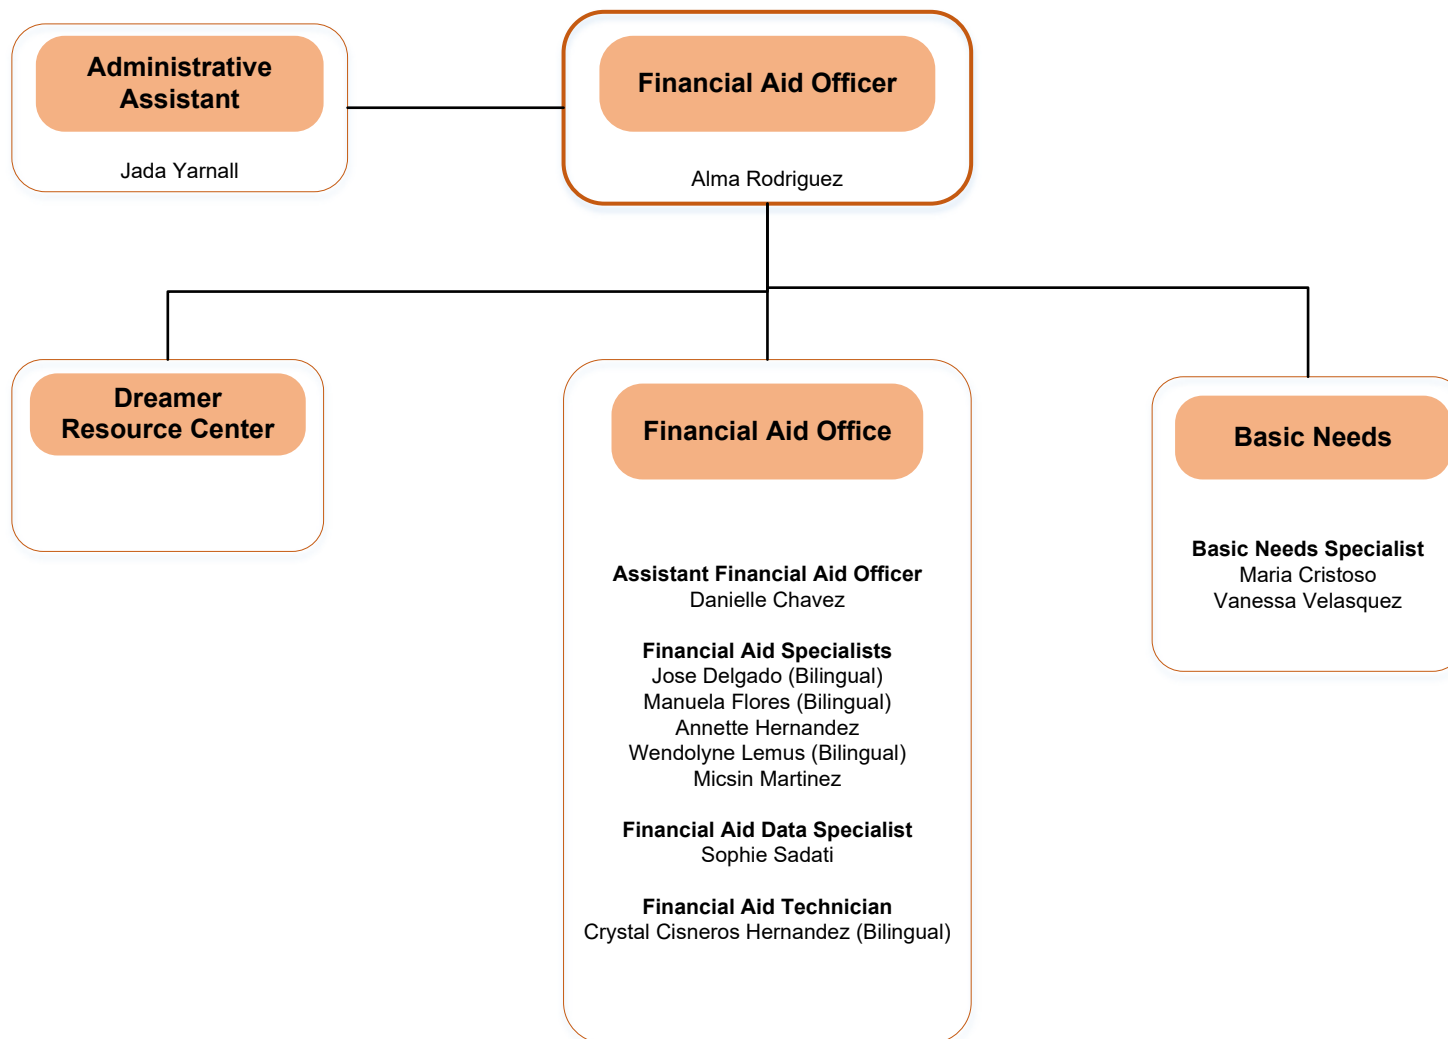 Administrative
Assistant
Jada Yarnall
Financial Aid Officer
Alma Rodriguez
Dreamer
Resource Center
Financial Aid Office
Assistant Financial Aid Officer
Danielle Chavez
Financial Aid Specialists
Jose Delgado (Bilingual)
Manuela Flores (Bilingual)
Annette Hernandez
Wendolyne Lemus (Bilingual)
Micsin Martinez
Financial Aid Data Specialist
Sophie Sadati
Financial Aid Technician
Crystal Cisneros Hernandez (Bilingual)
Basic Needs
Basic Needs Specialist
Maria Cristoso
Vanessa Velasquez